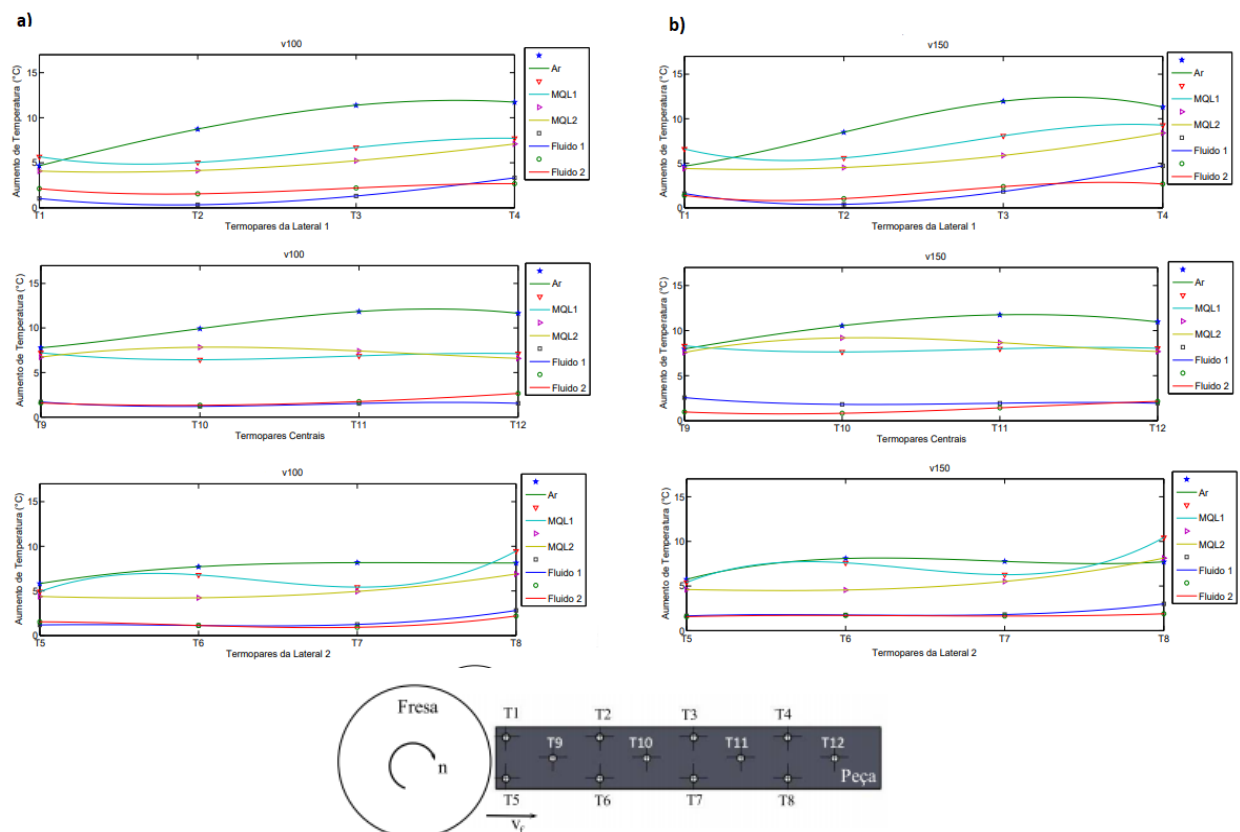 a)
v100
Aumento de Temperatura (°C)
15
10
5
0
T1 T2 T3 T4
Termopares da Lateral 1
Ar
MQL1
MQL2
Fluido 1
Fluido 2
b)
v150
Aumento de Temperatura (°C)
15
10
5
0
T1 T2 T3 T4
Termopares da Lateral 1
Ar
MQL1
MQL2
Fluido 1
Fluido 2
v100
Aumento de Temperatura (°C)
15
10
5
0
T9 T10 T11 T12
Termopares Centrais
Ar
MQL1
MQL2
Fluido 1
Fluido 2
v150
Aumento de Temperatura (°C)
15
10
5
0
T9 T10 T11 T12
Termopares Centrais
Ar
MQL1
MQL2
Fluido 1
Fluido 2
v100
Aumento de Temperatura (°C)
15
10
5
0
T5 T6 T7 T8
Termopares da Lateral 2
Ar
MQL1
MQL2
Fluido 1
Fluido 2
v150
Aumento de Temperatura (°C)
15
10
5
0
T5 T6 T7 T8
Termopares da Lateral 2
Ar
MQL1
MQL2
Fluido 1
Fluido 2
Fresa
n
T1 T2 T3 T4
T9 T10 T11 T12
Peça
T5 T6 T7 T8
vf